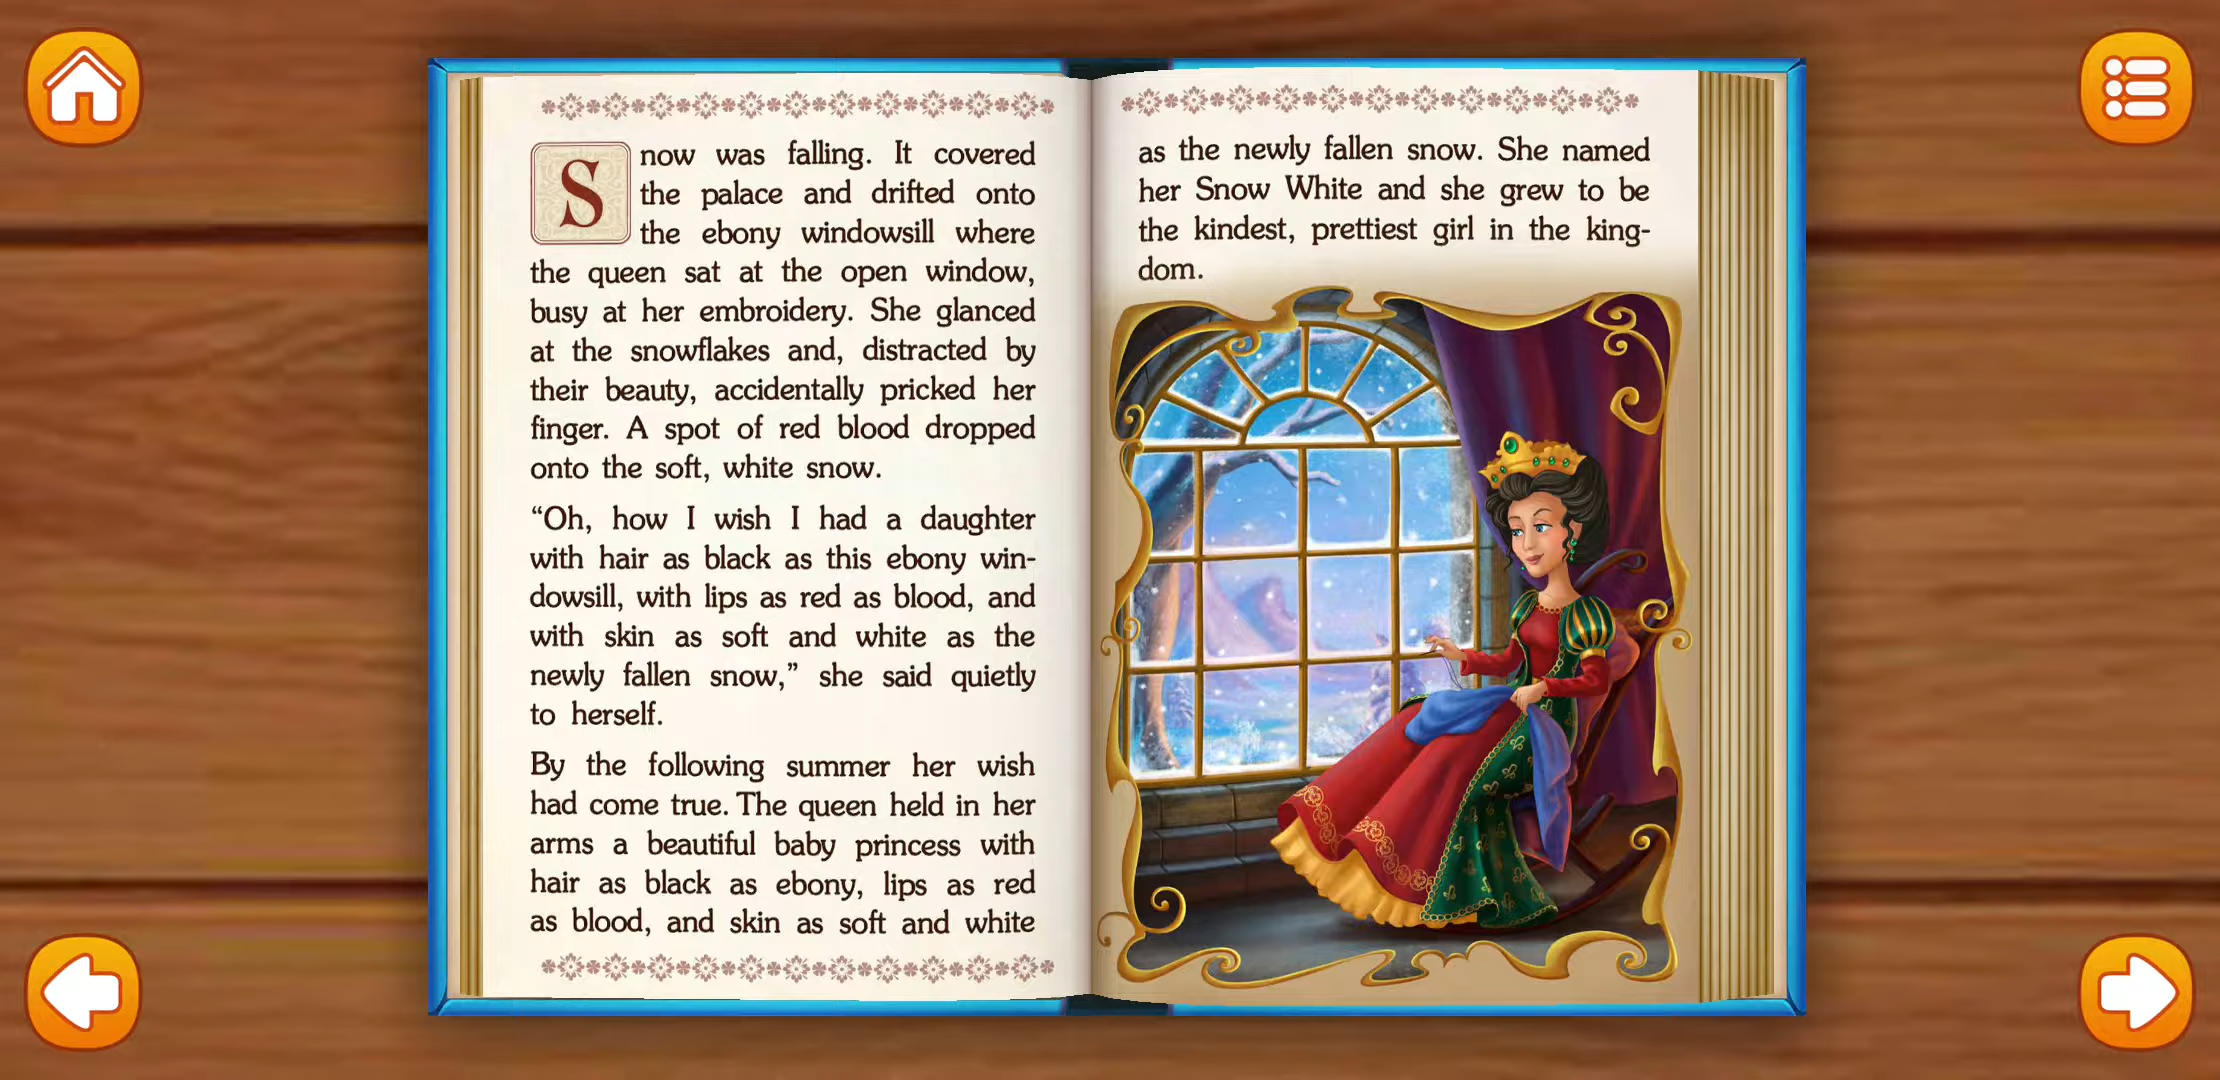 Snow was falling. It covered
the palace and drifted onto
the ebony windowsill where
the queen sat at the open window,
busy at her embroidery. She glanced
at the snowflakes and, distracted by
their beauty, accidentally pricked her
finger. A spot of red blood dropped
onto the soft, white snow.
“Oh, how I wish I had a daughter
with hair as black as this ebony win-
dowsill, with lips as red as blood, and
with skin as soft and white as the
newly fallen snow,” she said quietly
to herself.
By the following summer her wish
had come true. The queen held in her
arms a beautiful baby princess with
hair as black as ebony, lips as red
as blood, and skin as soft and white
as the newly fallen snow. She named
her Snow White and she grew to be
the kindest, prettiest girl in the king-
dom.